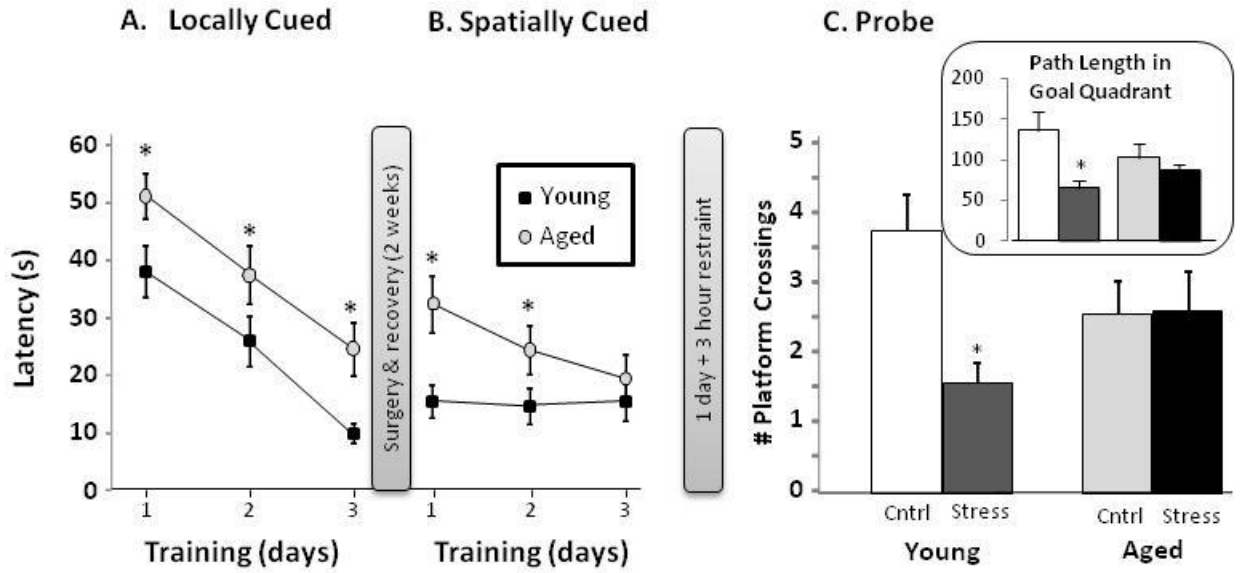 A. Locally Cued
B. Spatially Cued
C. Probe
Latency (s)
60
50
40
30
20
10
0
*
*
*
1
2
3
Training (days)
Surgery & recovery (2 weeks)
*
*
Young
Aged
1
2
3
Training (days)
1 day + 3 hour restraint
# Platform Crossings
5
4
3
2
1
0
*
Cntrl
Stress
Cntrl
Stress
Young
Aged
Path Length in
Goal Quadrant
200
150
100
50
0
*